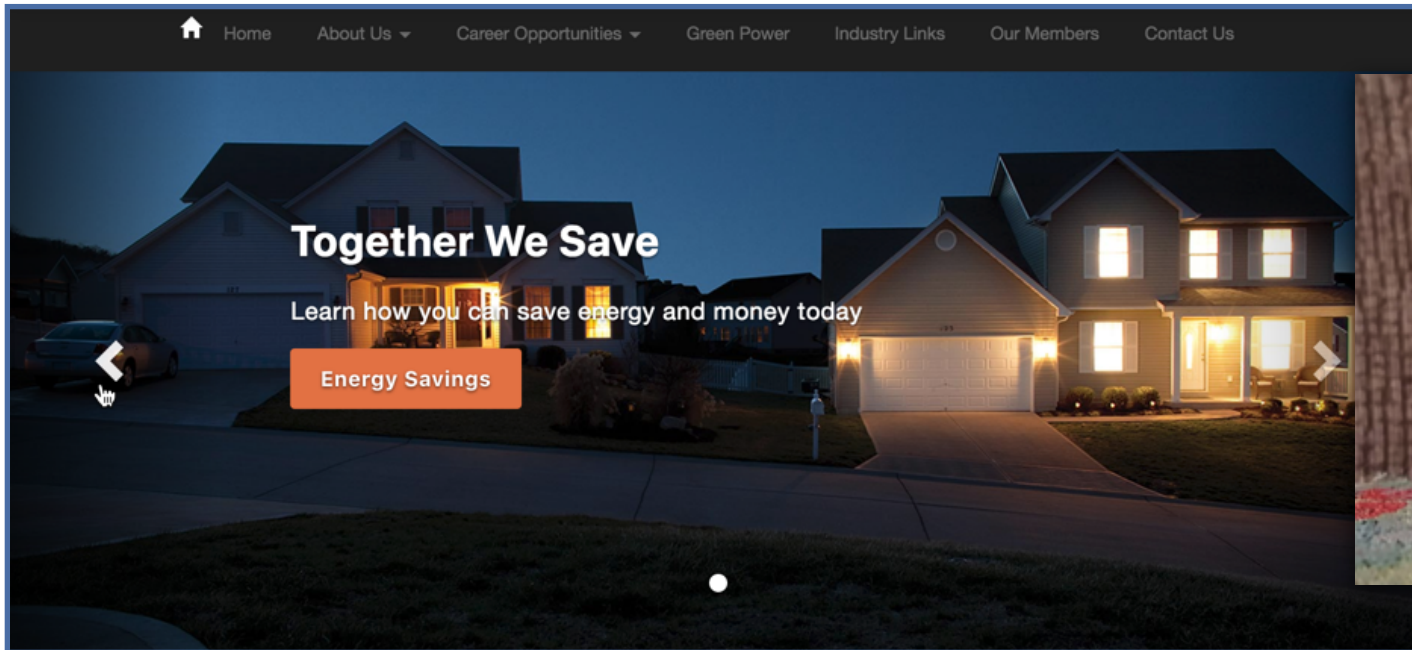 Home About Us Career Opportunities Green Power Industry Links Our Members Contact Us
Together We Save
Learn how you can save energy and money today
Energy Savings